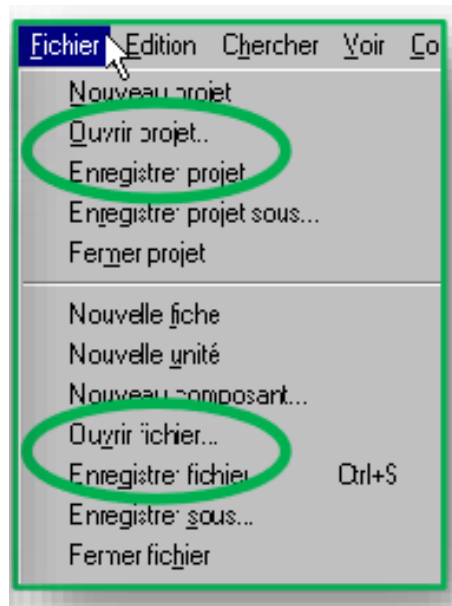 Fichier Edition Chercher Voir Co
Nouveau projet
Ouvrir projet..
Enregistrer projet
Enregistrer projet sous...
Fermer projet
Nouvelle fiche
Nouvelle unité
Nouveau composant...
Ouvrir fichier...
Enregistrer fichier Ctrl+S
Enregistrer sous...
Fermer fichier